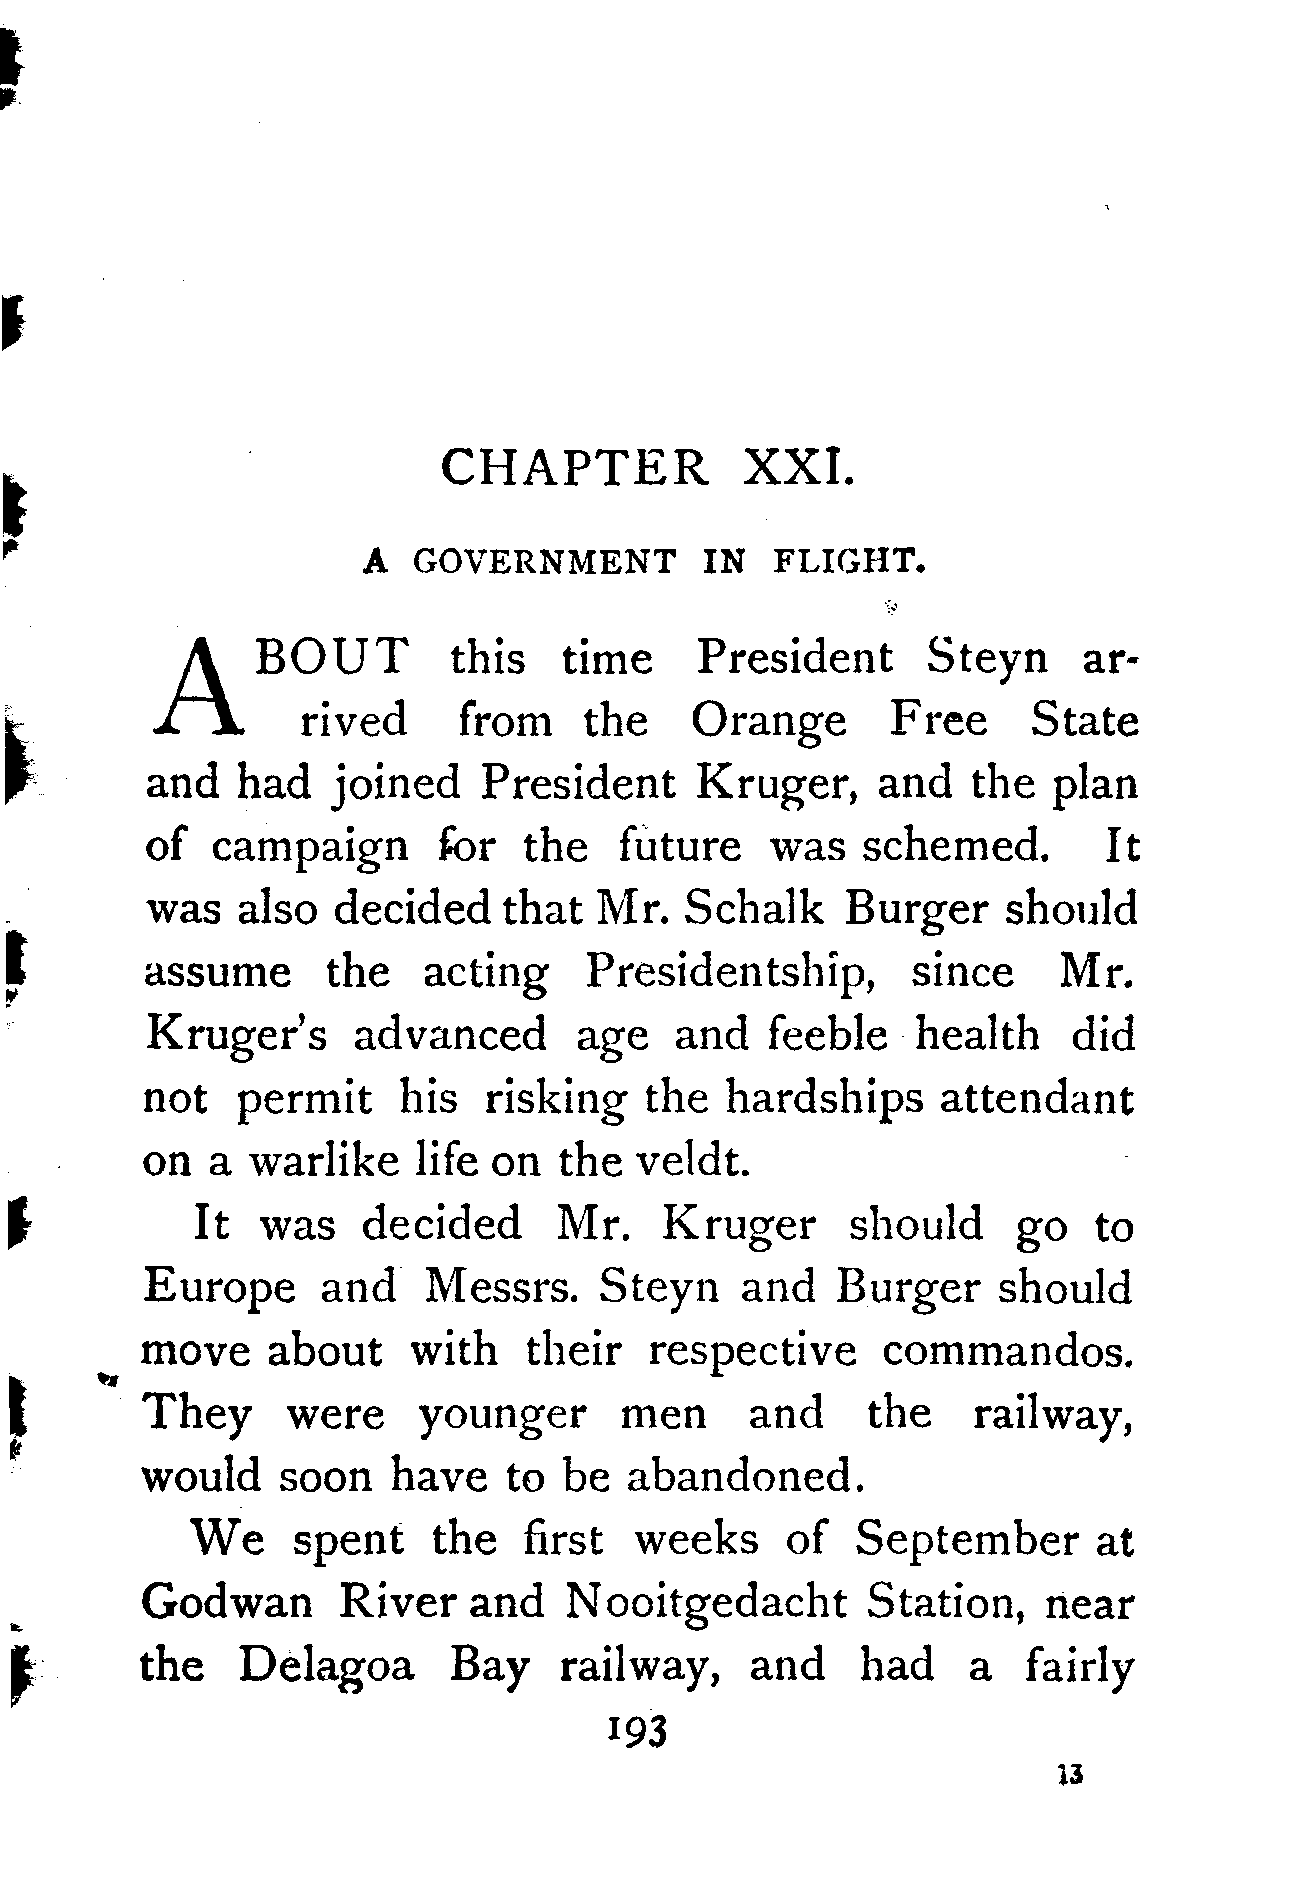 CHAPTER XXI.
A GOVERNMENT IN FLIGHT.
ABOUT this time President Steyn ar-
rived from the Orange Free State
and had joined President Kruger, and the plan
of campaign for the future was schemed. It
was also decided that Mr. Schalk Burger should
assume the acting Presidentship, since Mr.
Kruger's advanced age and feeble health did
not permit his risking the hardships attendant
on a warlike life on the veldt.
It was decided Mr. Kruger should go to
Europe and Messrs. Steyn and Burger should
move about with their respective commandos.
They were younger men and the railway,
would soon have to be abandoned.
We spent the first weeks of September at
Godwan River and Nooitgedacht Station, near
the Delagoa Bay railway, and had a fairly
193
13